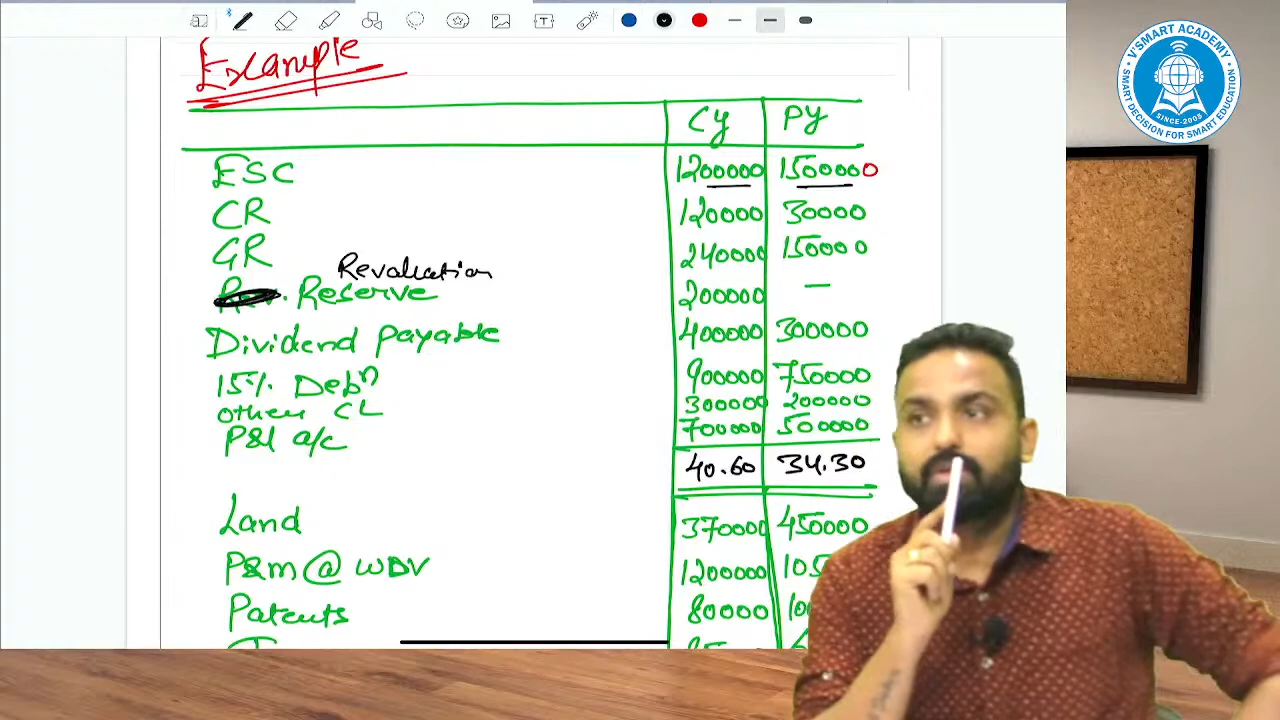 V'SMART ACADEMY
SMART DECISION FOR SMART EDUCATION
SINCE-2005
Example
CY PY
ESC 1200000 1500000
CR 120000 30000
GR 240000 150000
Revaluation
Reserve 200000 —
Dividend payable 400000 300000
15% Debn 900000 750000
other CL 300000 200000
P&l a/c 700000 500000
40.60 34.30
Land 370000 450000
P&m @ WDV 1200000
Patents 80000